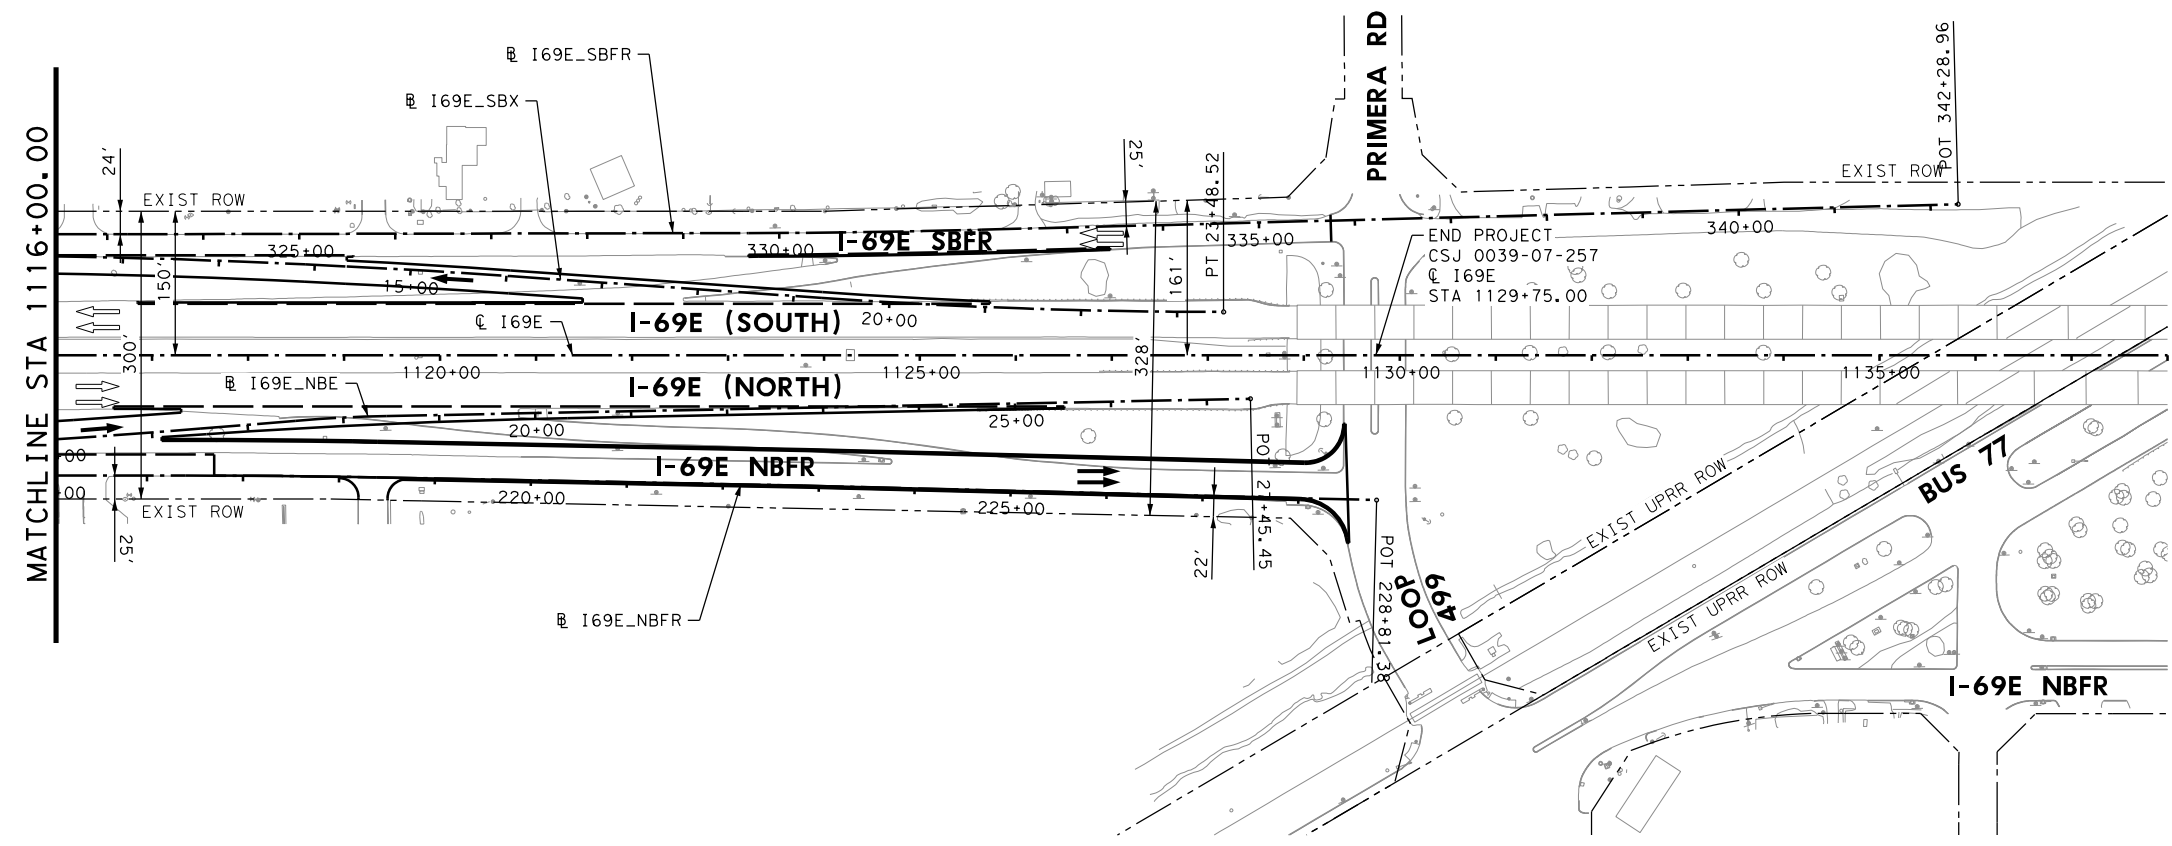 MATCHLINE STA 1116+00.00
℄ I69E_SBFR
℄ I69E_SBX
PRIMERA RD
POT 342+28.96
24'
25'
PT 23+48.52
EXIST ROW
EXIST ROW
325+00
330+00
I-69E SBFR
335+00
340+00
END PROJECT
CSJ 0039-07-257
℄ I69E
STA 1129+75.00
150'
15+00
161'
℄ I69E
I-69E (SOUTH)
20+00
300'
328'
1120+00
1125+00
1130+00
1135+00
℄ I69E_NBE
I-69E (NORTH)
20+00
25+00
00
I-69E NBFR
POT 27+45.45
BUS 77
00
220+00
225+00
EXIST ROW
25'
22'
EXIST UPRR ROW
POT 228+81.38
LOOP
499
EXIST UPRR ROW
℄ I69E_NBFR
I-69E NBFR